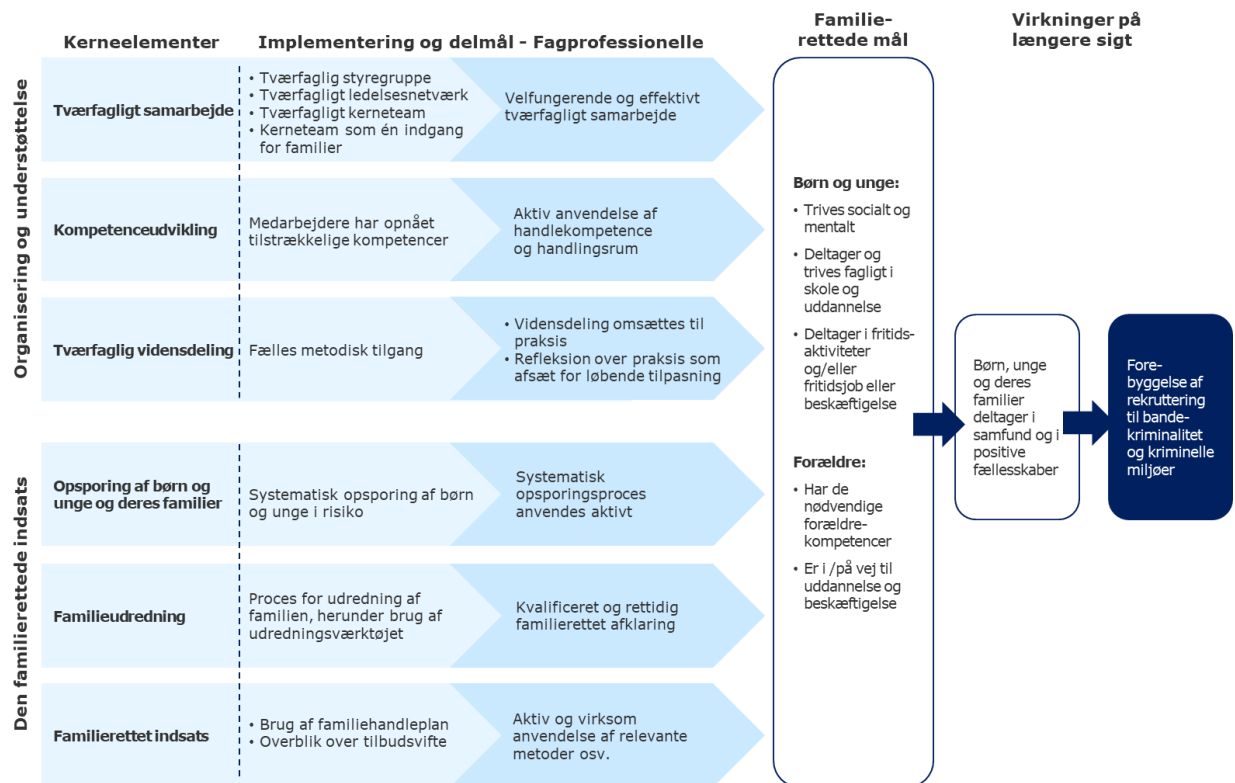 Kerneelementer
Implementering og delmål - Fagprofessionelle
Familie-
rettede mål
Virkninger på
længere sigt
Organisering og understøttelse
Tværfagligt samarbejde
• Tværfaglig styregruppe
• Tværfagligt ledelsesnetværk
• Tværfagligt kerneteam
• Kerneteam som én indgang
for familier
Velfungerende og effektivt
tværfagligt samarbejde
Kompetenceudvikling
Medarbejdere har opnået
tilstrækkelige kompetencer
Aktiv anvendelse af
handlekompetence
og handlingsrum
Tværfaglig vidensdeling
Fælles metodisk tilgang
• Vidensdeling omsættes til
praksis
• Refleksion over praksis som
afsæt for løbende tilpasning
Den familierettede indsats
Opsporing af børn og
unge og deres familier
Systematisk opsporing af børn
og unge i risiko
Systematisk
opsporingsproces
anvendes aktivt
Familieudredning
Proces for udredning af
familien, herunder brug af
udredningsværktøjet
Kvalificeret og rettidig
familierettet afklaring
Familierettet indsats
• Brug af familiehandleplan
• Overblik over tilbudsvifte
Aktiv og virksom
anvendelse af relevante
metoder osv.
Børn og unge:
• Trives socialt og
mentalt
• Deltager og
trives fagligt i
skole og
uddannelse
• Deltager i fritids-
aktiviteter
og/eller
fritidsjob eller
beskæftigelse
Forældre:
• Har de
nødvendige
forældre-
kompetencer
• Er i /på vej til
uddannelse og
beskæftigelse
Børn, unge
og deres
familier
deltager i
samfund og i
positive
fællesskaber
Fore-
byggelse af
rekruttering
til bande-
kriminalitet
og kriminelle
miljøer